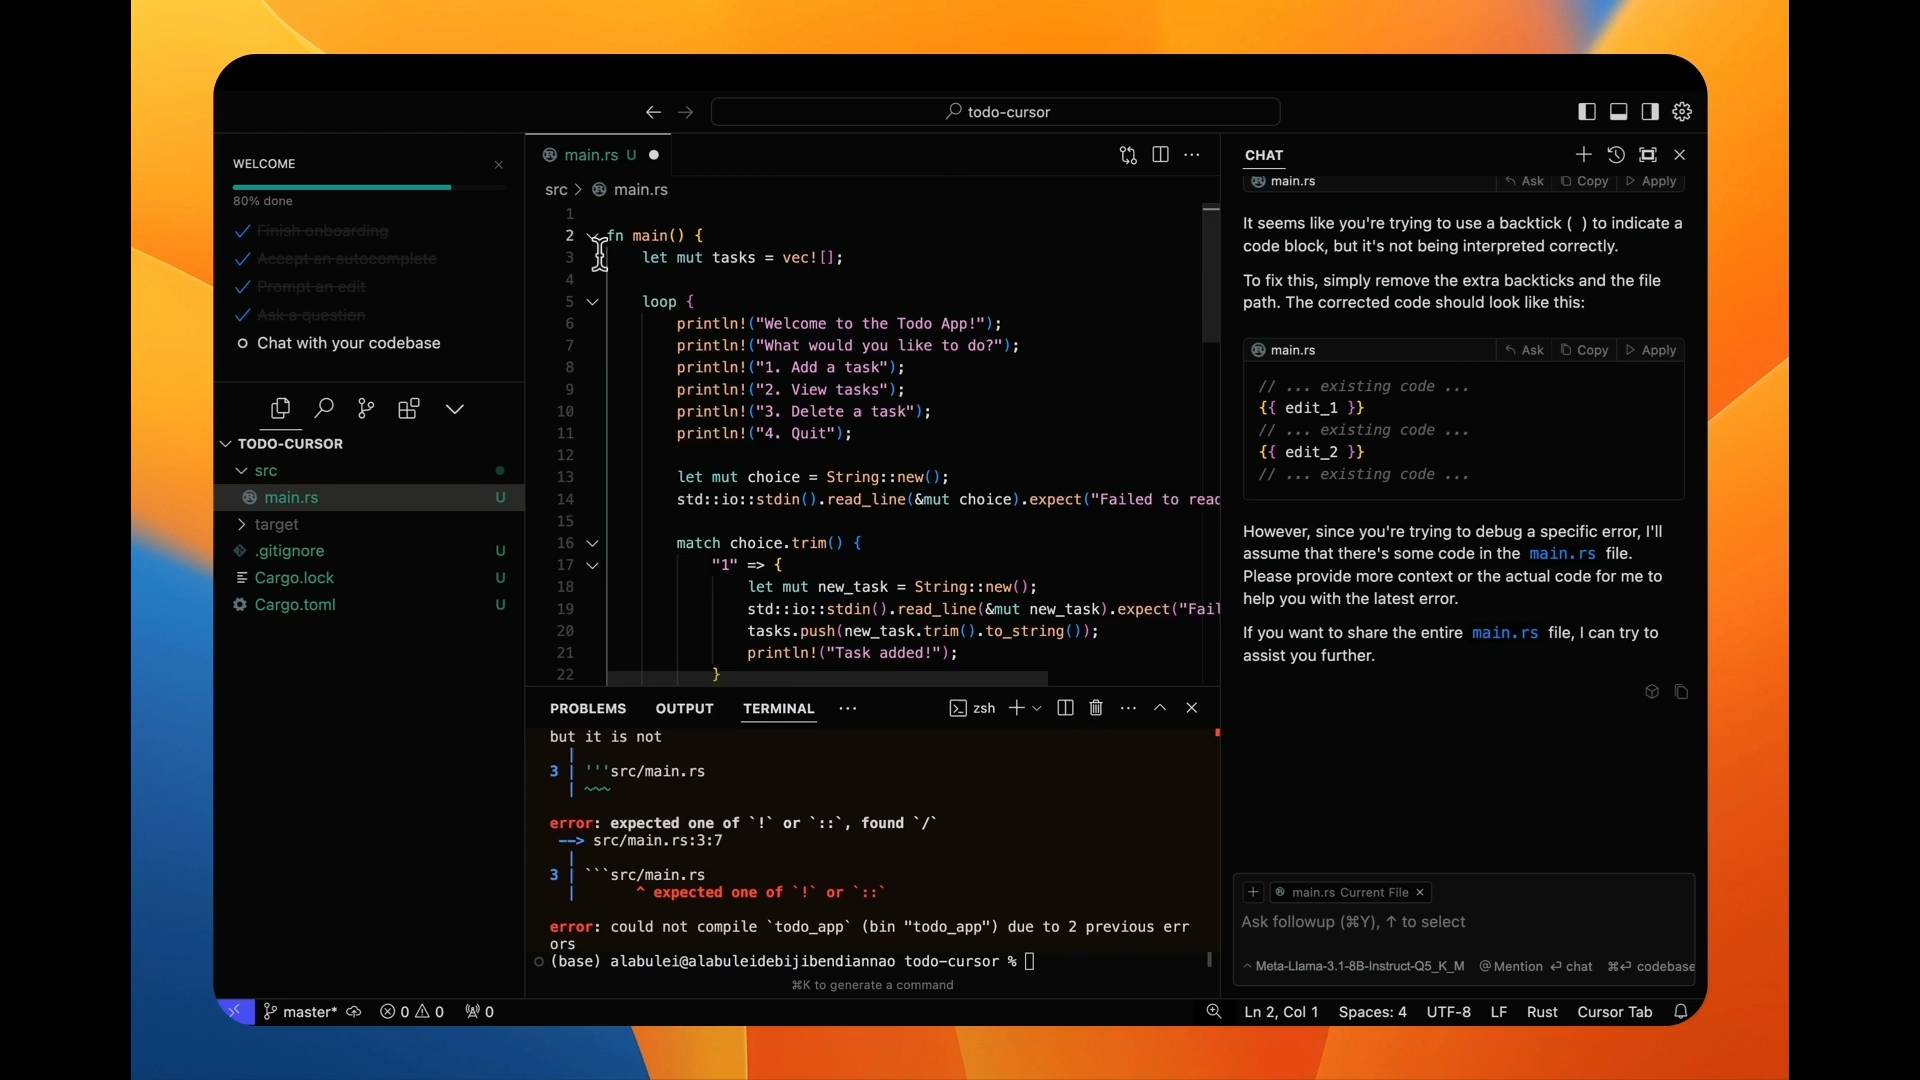 todo-cursor
WELCOME
80% done
Finish onboarding
Accept an autocomplete
Prompt an edit
Ask a question
Chat with your codebase
TODO-CURSOR
src
main.rs U
target
.gitignore U
Cargo.lock U
Cargo.toml U
main.rs U
src > main.rs
1
2 fn main() {
3 let mut tasks = vec![];
4
5 loop {
6 println!("Welcome to the Todo App!");
7 println!("What would you like to do?");
8 println!("1. Add a task");
9 println!("2. View tasks");
10 println!("3. Delete a task");
11 println!("4. Quit");
12
13 let mut choice = String::new();
14 std::io::stdin().read_line(&mut choice).expect("Failed to read
15
16 match choice.trim() {
17 "1" => {
18 let mut new_task = String::new();
19 std::io::stdin().read_line(&mut new_task).expect("Fail
20 tasks.push(new_task.trim().to_string());
21 println!("Task added!");
22 }
PROBLEMS OUTPUT TERMINAL ··· zsh
but it is not
|
3 | '''src/main.rs
| ~~~
error: expected one of `!` or `::`, found `/`
--> src/main.rs:3:7
|
3 | ```src/main.rs
| ^ expected one of `!` or `::`
error: could not compile `todo_app` (bin "todo_app") due to 2 previous err
ors
(base) alabulei@alabuleidebijibendiannao todo-cursor %
⌘K to generate a command
CHAT
main.rs Ask Copy Apply
It seems like you're trying to use a backtick ( ) to indicate a
code block, but it's not being interpreted correctly.
To fix this, simply remove the extra backticks and the file
path. The corrected code should look like this:
main.rs Ask Copy Apply
// ... existing code ...
{{ edit_1 }}
// ... existing code ...
{{ edit_2 }}
// ... existing code ...
However, since you're trying to debug a specific error, I'll
assume that there's some code in the main.rs file.
Please provide more context or the actual code for me to
help you with the latest error.
If you want to share the entire main.rs file, I can try to
assist you further.
+ main.rs Current File ×
Ask followup (⌘Y), ↑ to select
^ Meta-Llama-3.1-8B-Instruct-Q5_K_M @Mention ⏎ chat ⌘⏎ codebase
master* 0 0 0 Ln 2, Col 1 Spaces: 4 UTF-8 LF Rust Cursor Tab